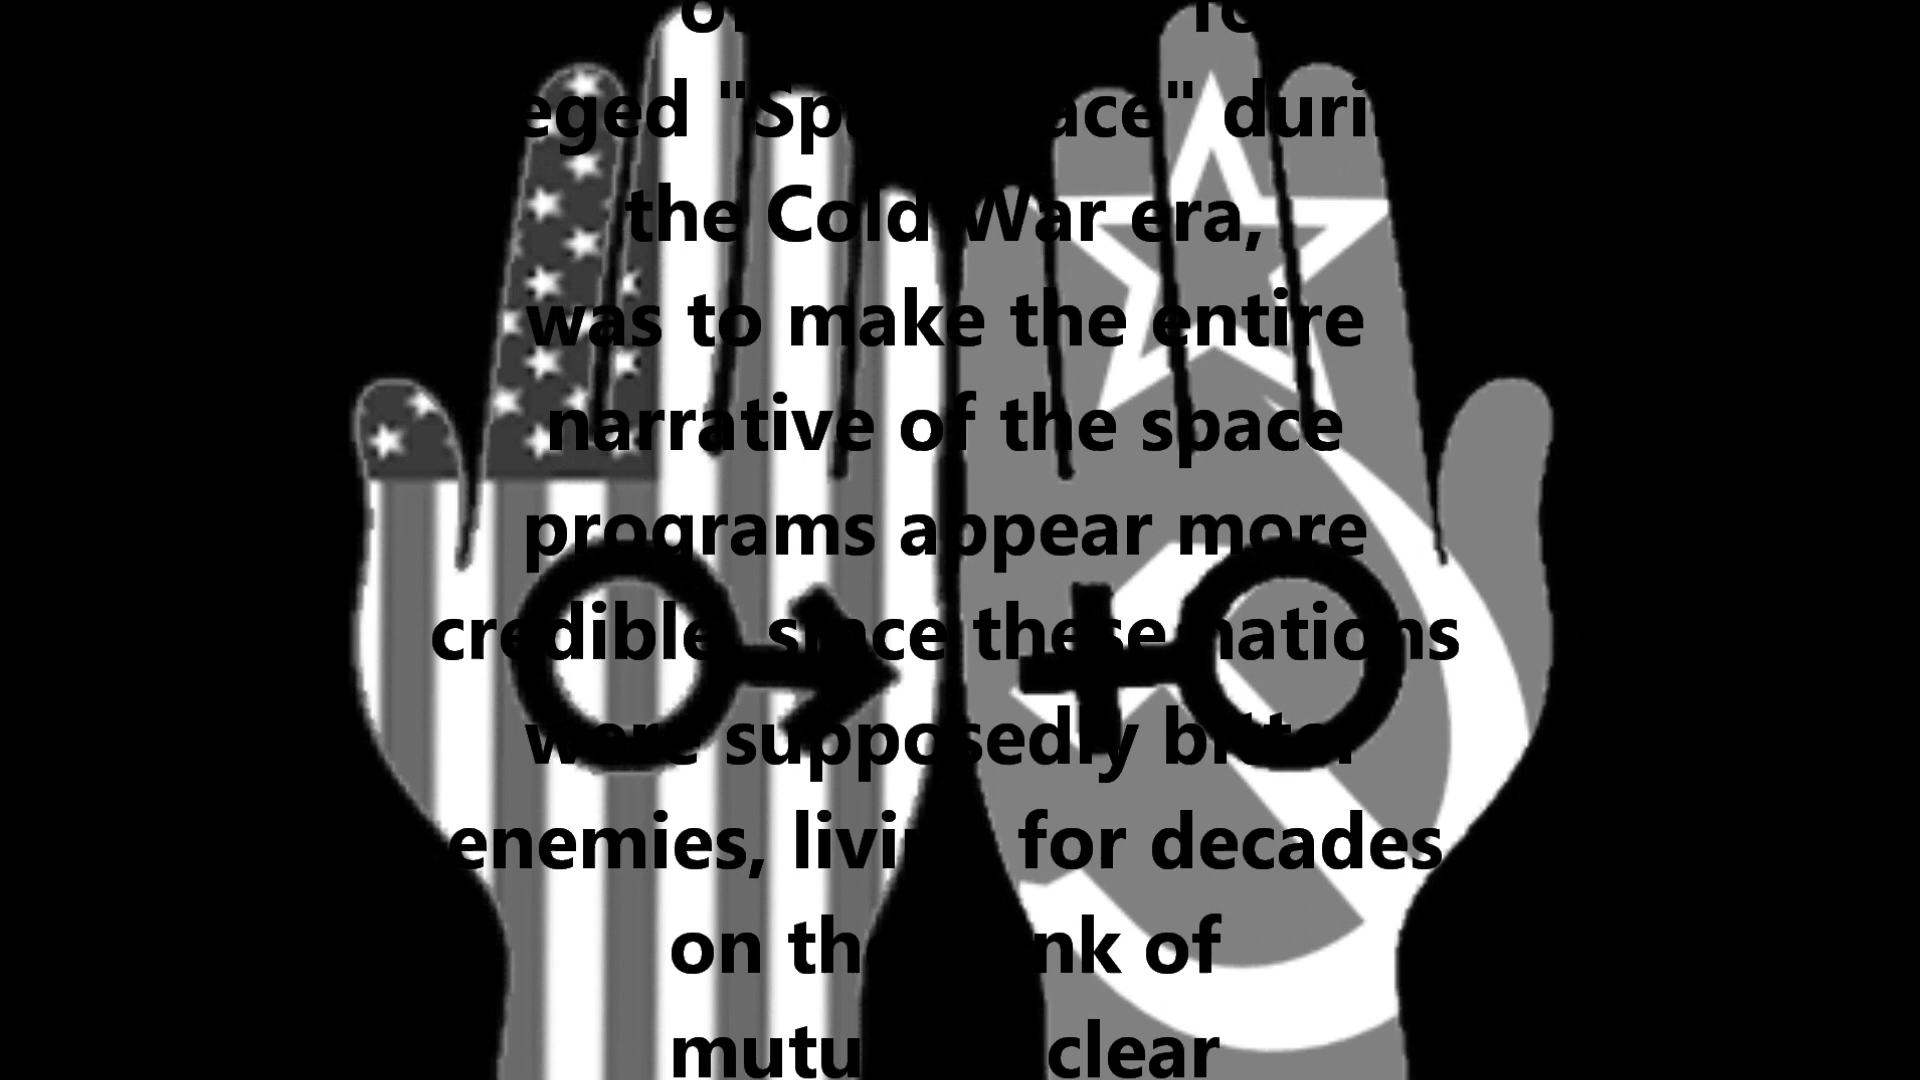 "Space Race" during
the Cold War era,
was to make the entire
narrative of the space
programs appear more
credible, since these nations
were supposedly bitter
enemies, living for decades
on the brink of
mutual nuclear